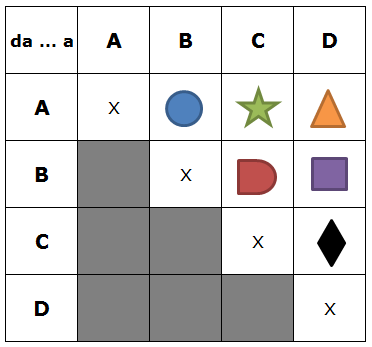 da ... a A B C D
A X
B X
C X
D X